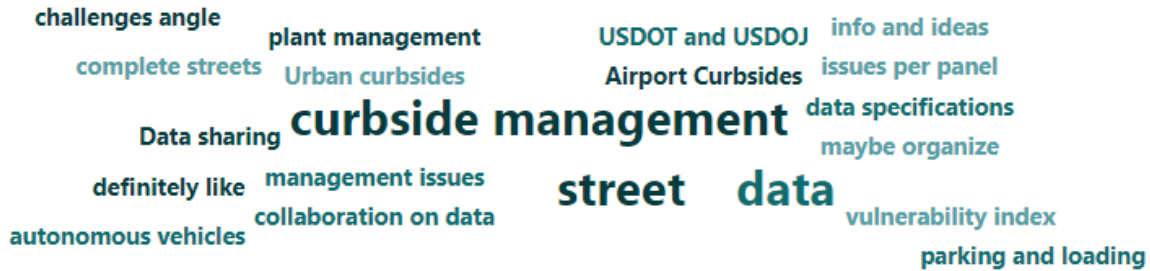 challenges angle
plant management
USDOT and USDOJ
info and ideas
complete streets
Urban curbsides
Airport Curbsides
issues per panel
curbside management
data specifications
Data sharing
maybe organize
definitely like
management issues
street
data
collaboration on data
vulnerability index
autonomous vehicles
parking and loading